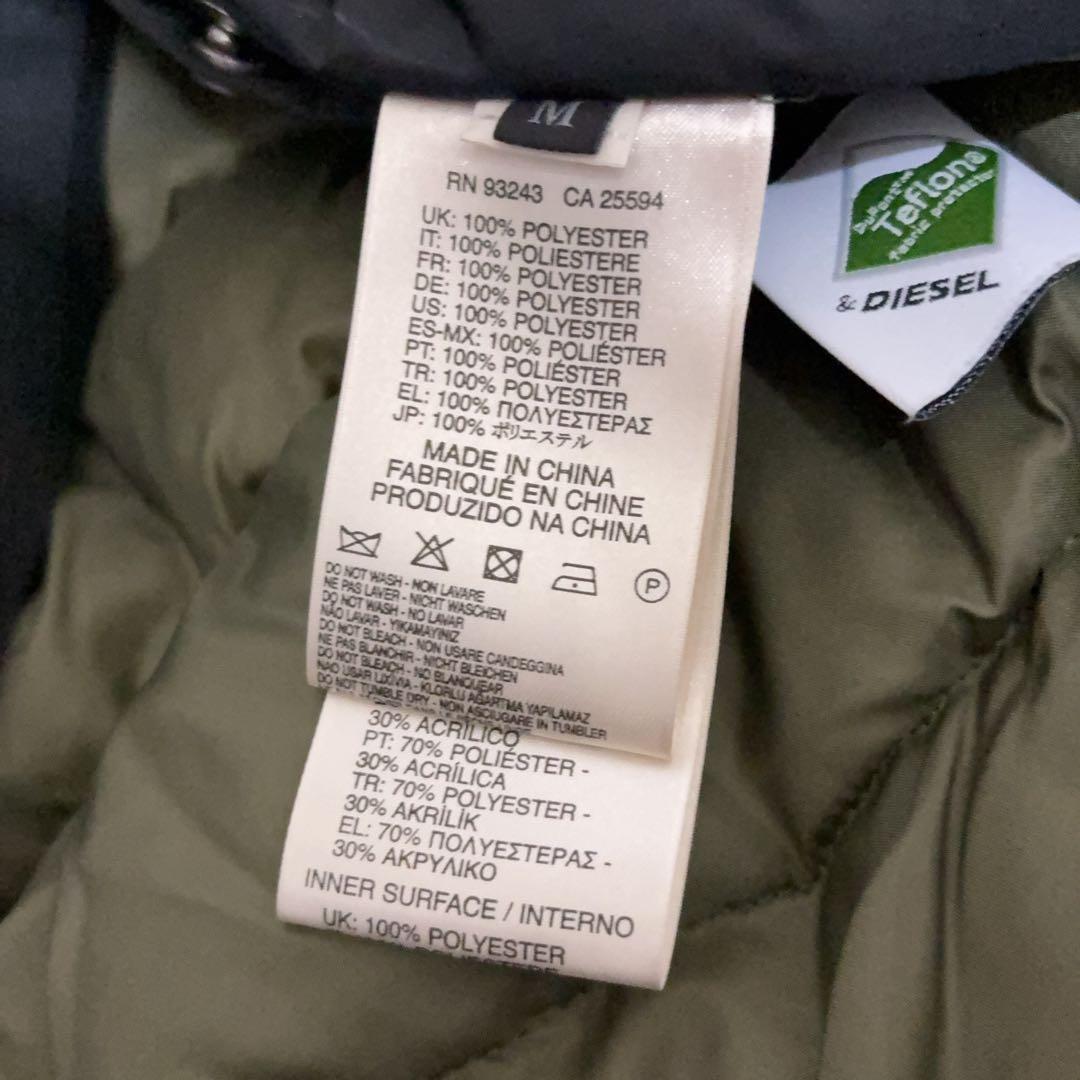 M
RN 93243 CA 25594
UK: 100% POLYESTER
IT: 100% POLIESTERE
FR: 100% POLYESTER
DE: 100% POLYESTER
US: 100% POLYESTER
ES-MX: 100% POLIÉSTER
PT: 100% POLIÉSTER
TR: 100% POLYESTER
EL: 100% ΠΟΛΥΕΣΤΕΡΑΣ
JP: 100% ポリエステル
MADE IN CHINA
FABRIQUÉ EN CHINE
PRODUZIDO NA CHINA
P
DO NOT WASH - NON LAVARE
NE PAS LAVER - NICHT WASCHEN
DO NOT WASH - NO LAVAR
NÃO LAVAR - YIKAMAYINIZ
DO NOT BLEACH - NON USARE CANDEGGINA
NE PAS BLANCHIR - NICHT BLEICHEN
DO NOT BLEACH - NO BLANQUEAR
NÃO USAR LIXÍVIA - KLORLU AGARTMA YAPILAMAZ
DO NOT TUMBLE DRY - NON ASCIUGARE IN TUMBLER
30% ACRÍLICO
PT: 70% POLIÉSTER -
30% ACRÍLICA
TR: 70% POLYESTER -
30% AKRİLİK
EL: 70% ΠΟΛΥΕΣΤΕΡΑΣ -
30% ΑΚΡΥΛΙΚΟ
INNER SURFACE / INTERNO
UK: 100% POLYESTER
DuPont™
Teflon®
fabric protector
& DIESEL